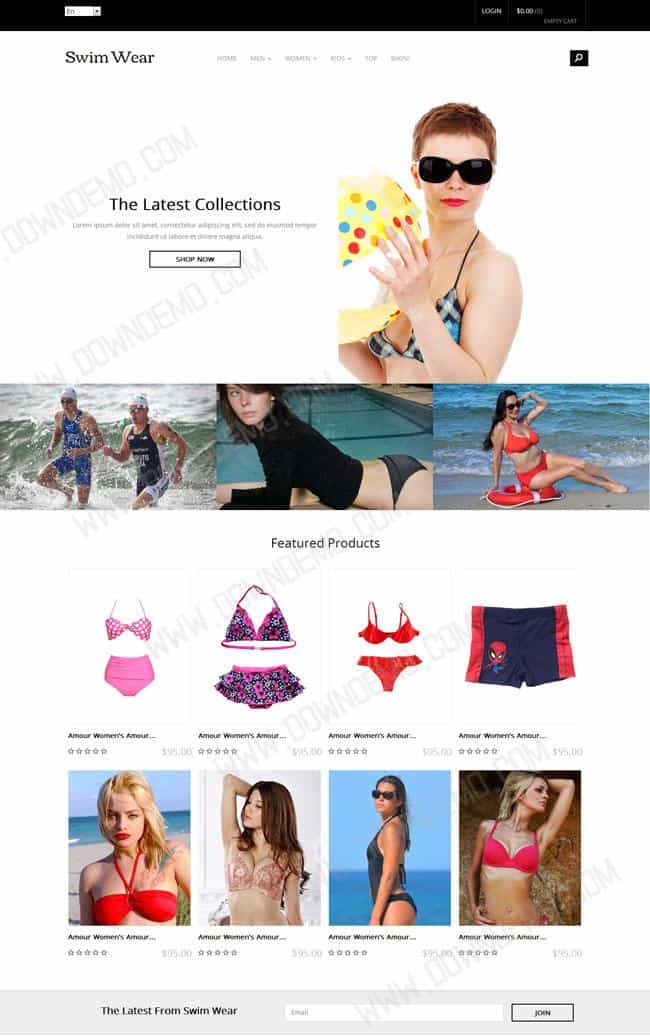 En
LOGIN
$0.00 (0)
EMPTY CART
Swim Wear
HOME MEN WOMEN KIDS TOP BIKINI
The Latest Collections
Lorem ipsum dolor sit amet, consectetur adipiscing elit, sed do eiusmod tempor
incididunt ut labore et dolore magna aliqua.
SHOP NOW
WWW.DOWNDEMO.COM
Featured Products
Amour Women's Amour... Amour Women's Amour... Amour Women's Amour... Amour Women's Amour...
$95.00 $95.00 $95.00 $95.00
Amour Women's Amour... Amour Women's Amour... Amour Women's Amour... Amour Women's Amour...
$95.00 $95.00 $95.00 $95.00
The Latest From Swim Wear
Email
JOIN